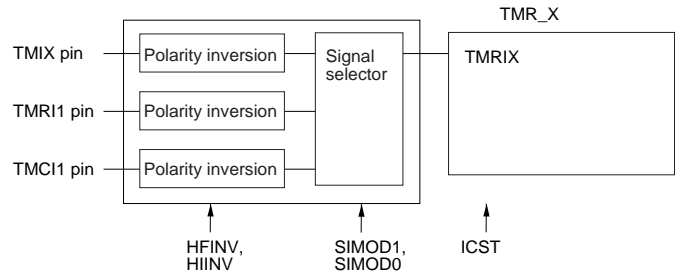 TMR_X
TMIX pin
Polarity inversion
Signal
selector
TMRIX
TMRI1 pin
Polarity inversion
TMCI1 pin
Polarity inversion
HFINV,
HIINV
SIMOD1,
SIMOD0
ICST